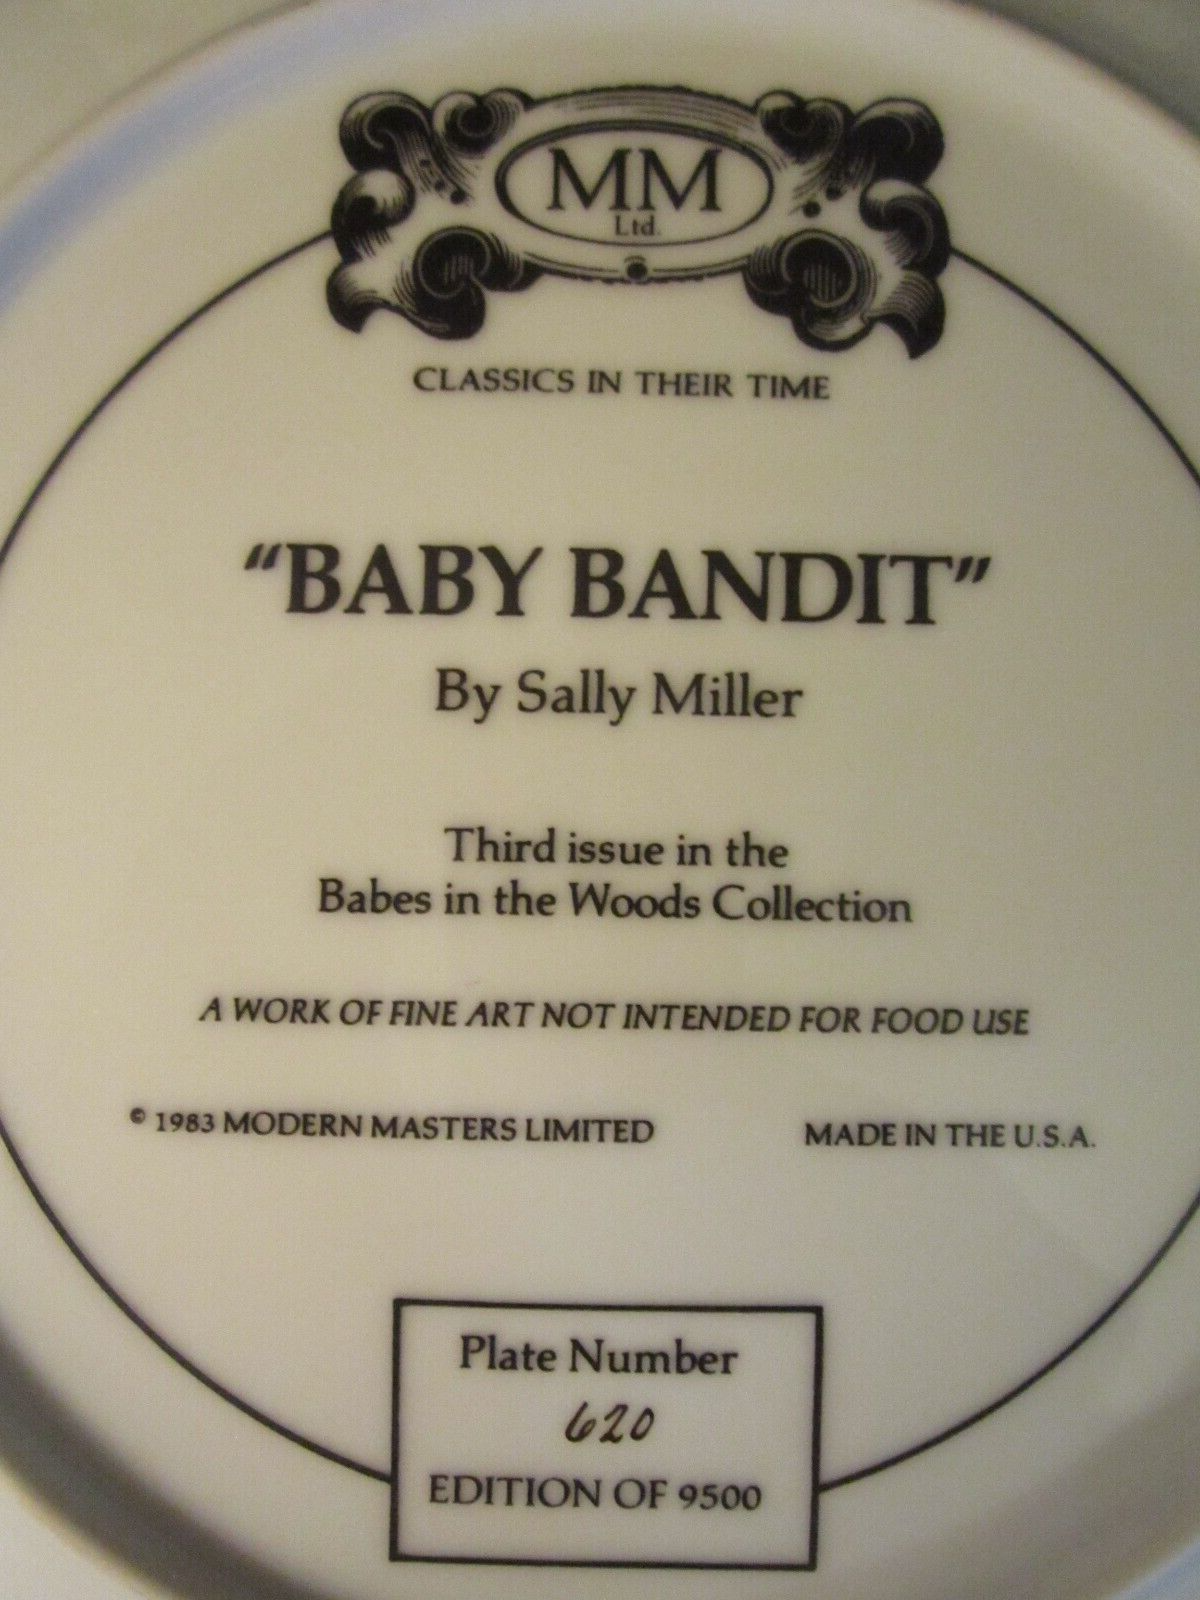 MM
Ltd.
CLASSICS IN THEIR TIME
"BABY BANDIT"
By Sally Miller
Third issue in the
Babes in the Woods Collection
A WORK OF FINE ART NOT INTENDED FOR FOOD USE
© 1983 MODERN MASTERS LIMITED MADE IN THE U.S.A.
Plate Number
620
EDITION OF 9500